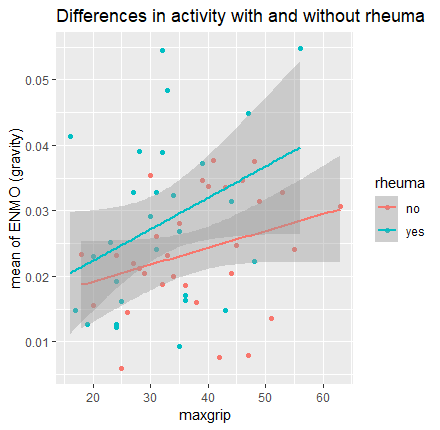 Differences in activity with and without rheuma
mean of ENMO (gravity)
0.05
0.04
0.03
0.02
0.01
20
30
40
50
60
maxgrip
rheuma
no
yes